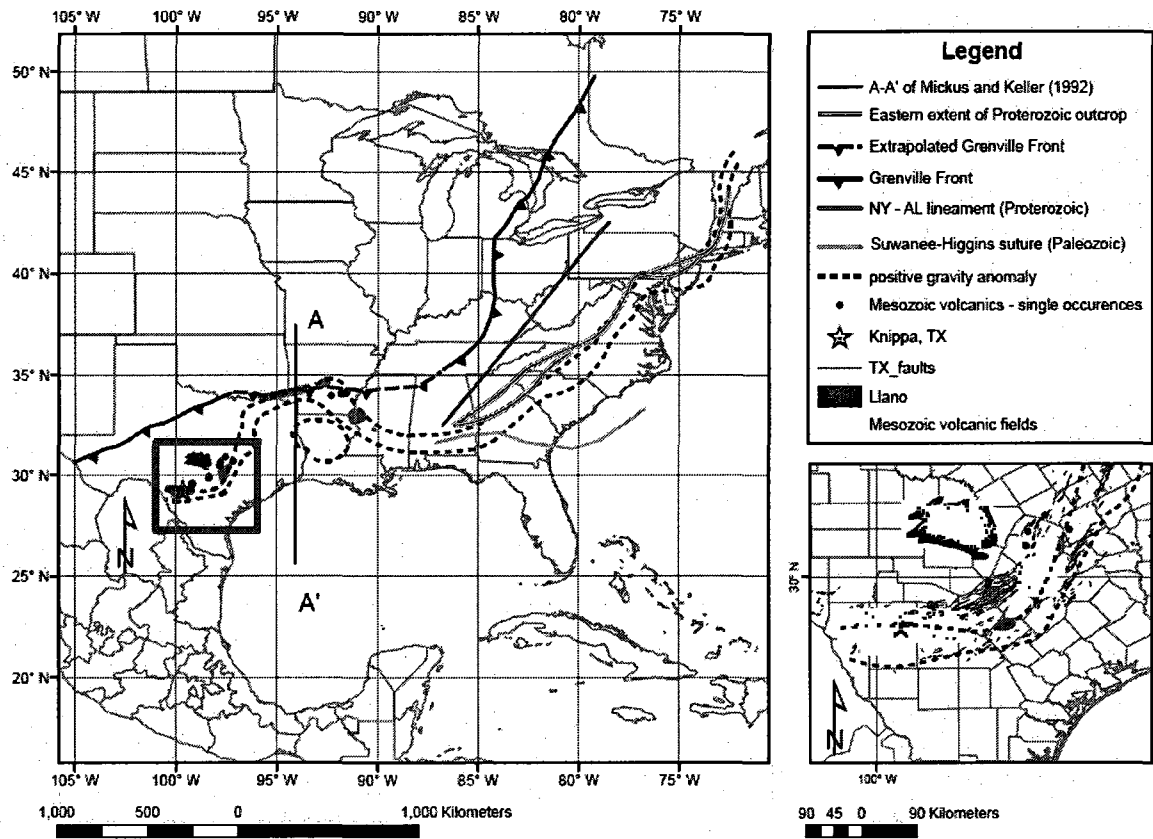 105° W 100° W 95° W 90° W 85° W 80° W 75° W
50° N
45° N
40° N
35° N
30° N
25° N
20° N
A
A'
N
105° W 100° W 95° W 90° W 85° W 80° W 75° W
1,000 500 0 1,000 Kilometers
Legend
A-A' of Mickus and Keller (1992)
Eastern extent of Proterozoic outcrop
Extrapolated Grenville Front
Grenville Front
NY - AL lineament (Proterozoic)
Suwanee-Higgins suture (Paleozoic)
positive gravity anomaly
Mesozoic volcanics - single occurences
Knippa, TX
TX_faults
Llano
Mesozoic volcanic fields
30° N
N
100° W
90 45 0 90 Kilometers